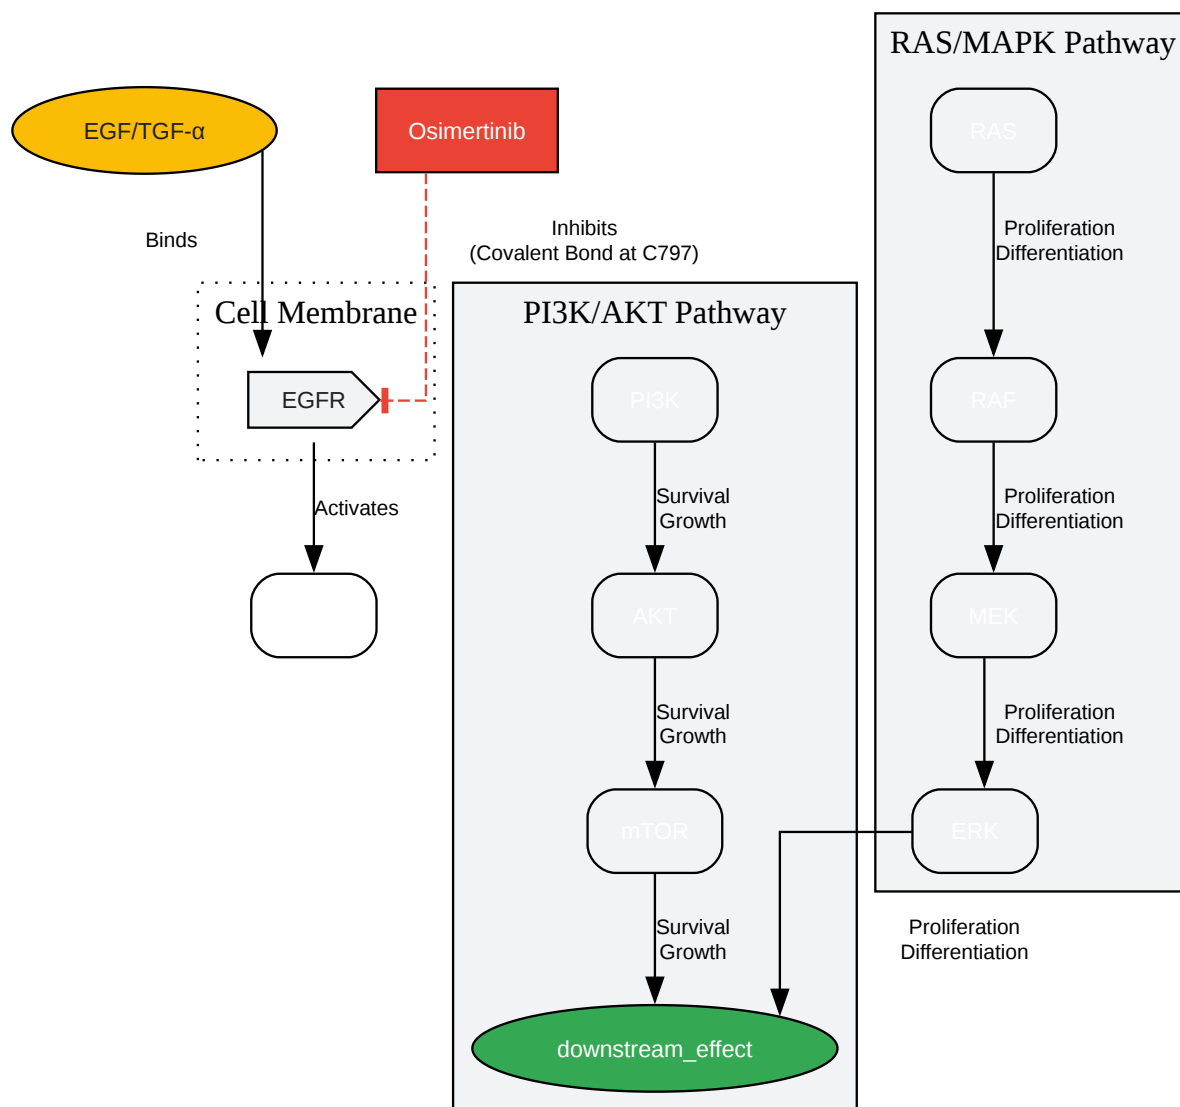 RAS/MAPK Pathway
EGF/TGF-α
Osimertinib
RAS
Binds
Inhibits
(Covalent Bond at C797)
Proliferation
Differentiation
Cell Membrane
PI3K/AKT Pathway
EGFR
PI3K
RAF
Activates
Survival
Growth
Proliferation
Differentiation
AKT
MEK
Survival
Growth
Proliferation
Differentiation
mTOR
ERK
Survival
Growth
Proliferation
Differentiation
downstream_effect